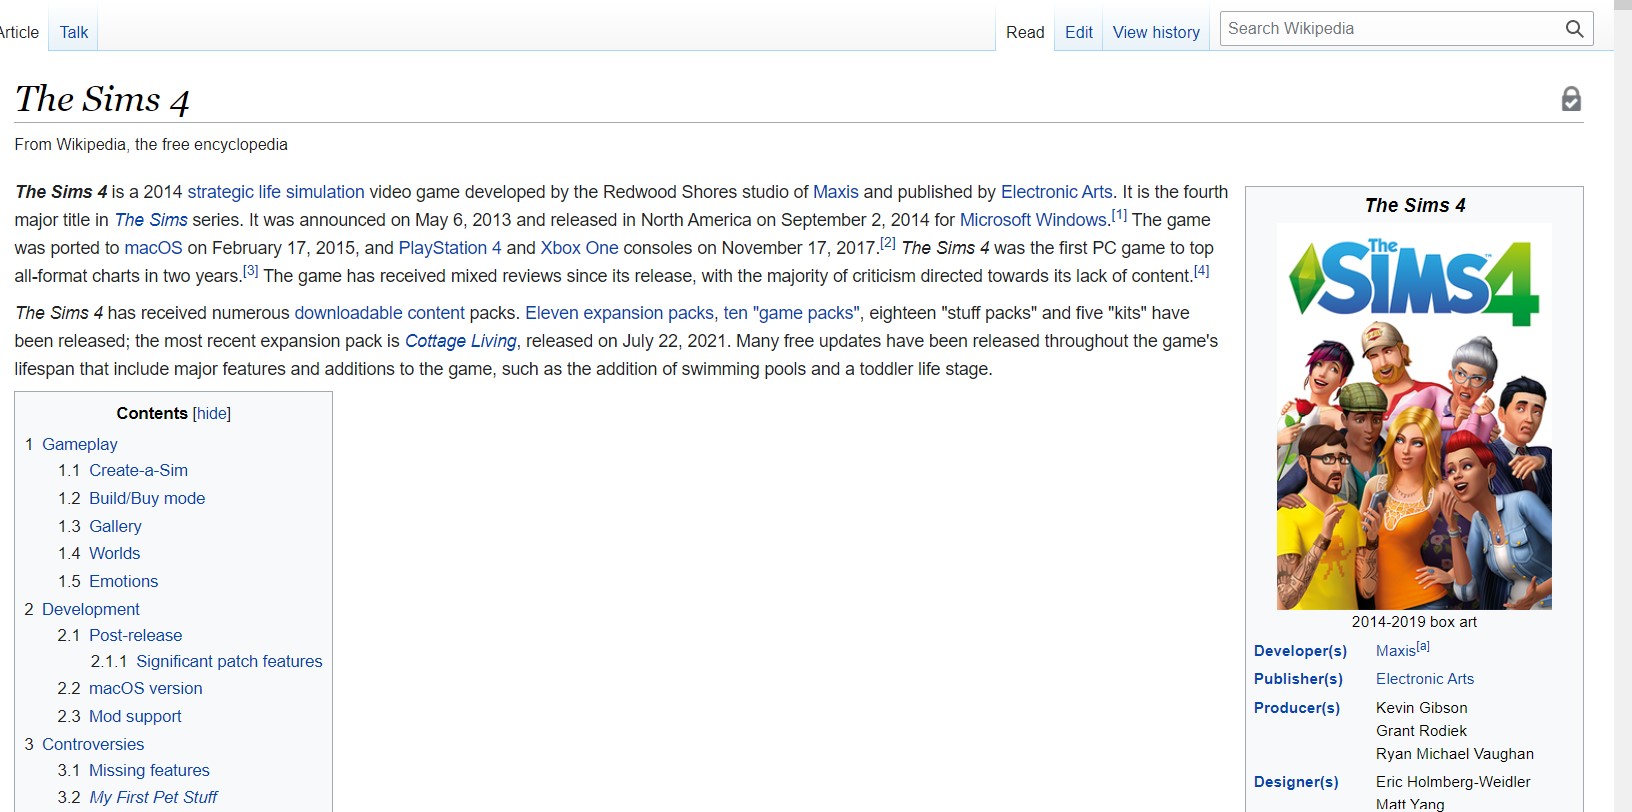 Article
Talk
Read
Edit
View history
Search Wikipedia
The Sims 4
From Wikipedia, the free encyclopedia
The Sims 4 is a 2014 strategic life simulation video game developed by the Redwood Shores studio of Maxis and published by Electronic Arts. It is the fourth
major title in The Sims series. It was announced on May 6, 2013 and released in North America on September 2, 2014 for Microsoft Windows.[1] The game
was ported to macOS on February 17, 2015, and PlayStation 4 and Xbox One consoles on November 17, 2017.[2] The Sims 4 was the first PC game to top
all-format charts in two years.[3] The game has received mixed reviews since its release, with the majority of criticism directed towards its lack of content.[4]
The Sims 4 has received numerous downloadable content packs. Eleven expansion packs, ten "game packs", eighteen "stuff packs" and five "kits" have
been released; the most recent expansion pack is Cottage Living, released on July 22, 2021. Many free updates have been released throughout the game's
lifespan that include major features and additions to the game, such as the addition of swimming pools and a toddler life stage.
Contents [hide]
1 Gameplay
1.1 Create-a-Sim
1.2 Build/Buy mode
1.3 Gallery
1.4 Worlds
1.5 Emotions
2 Development
2.1 Post-release
2.1.1 Significant patch features
2.2 macOS version
2.3 Mod support
3 Controversies
3.1 Missing features
3.2 My First Pet Stuff
The Sims 4
The
SiMS4™
2014-2019 box art
Developer(s) Maxis[a]
Publisher(s) Electronic Arts
Producer(s) Kevin Gibson
Grant Rodiek
Ryan Michael Vaughan
Designer(s) Eric Holmberg-Weidler
Matt Yang